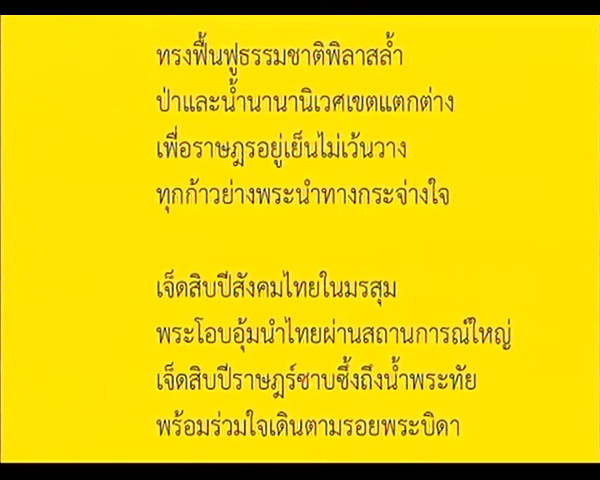 ทรงฟื้นฟูธรรมชาติพิลาสล้ำ
ป่าและน้ำนานานิเวศเขตแตกต่าง
เพื่อราษฎรอยู่เย็นไม่เว้นวาง
ทุกก้าวย่างพระนำทางกระจ่างใจ
เจ็ดสิบปีสังคมไทยในมรสุม
พระโอบอุ้มนำไทยผ่านสถานการณ์ใหญ่
เจ็ดสิบปีราษฎร์ซาบซึ้งถึงน้ำพระทัย
พร้อมร่วมใจเดินตามรอยพระบิดา